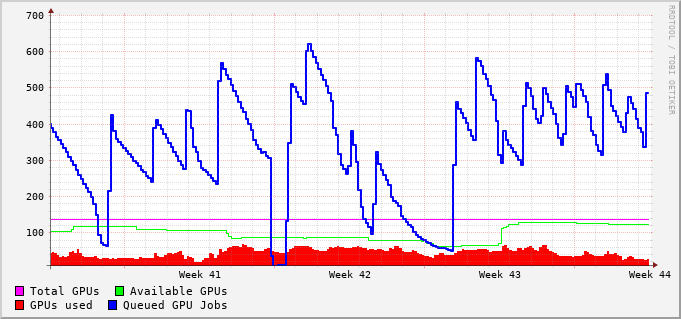 700
600
500
400
300
200
100
Week 41 Week 42 Week 43 Week 44
Total GPUs Available GPUs
GPUs used Queued GPU Jobs
RRDTOOL / TOBI OETIKER